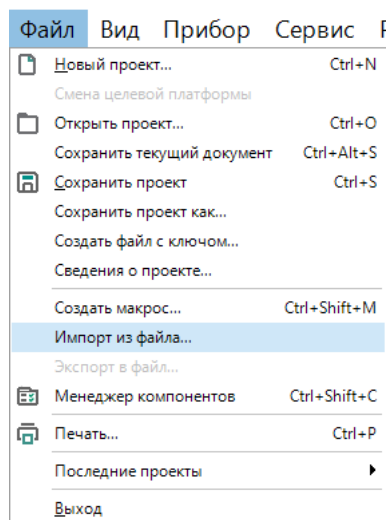 Файл Вид Прибор Сервис
Новый проект... Ctrl+N
Смена целевой платформы
Открыть проект... Ctrl+O
Сохранить текущий документ Ctrl+Alt+S
Сохранить проект Ctrl+S
Сохранить проект как...
Создать файл с ключом...
Сведения о проекте...
Создать макрос... Ctrl+Shift+M
Импорт из файла...
Экспорт в файл...
Менеджер компонентов Ctrl+Shift+C
Печать... Ctrl+P
Последние проекты
Выход